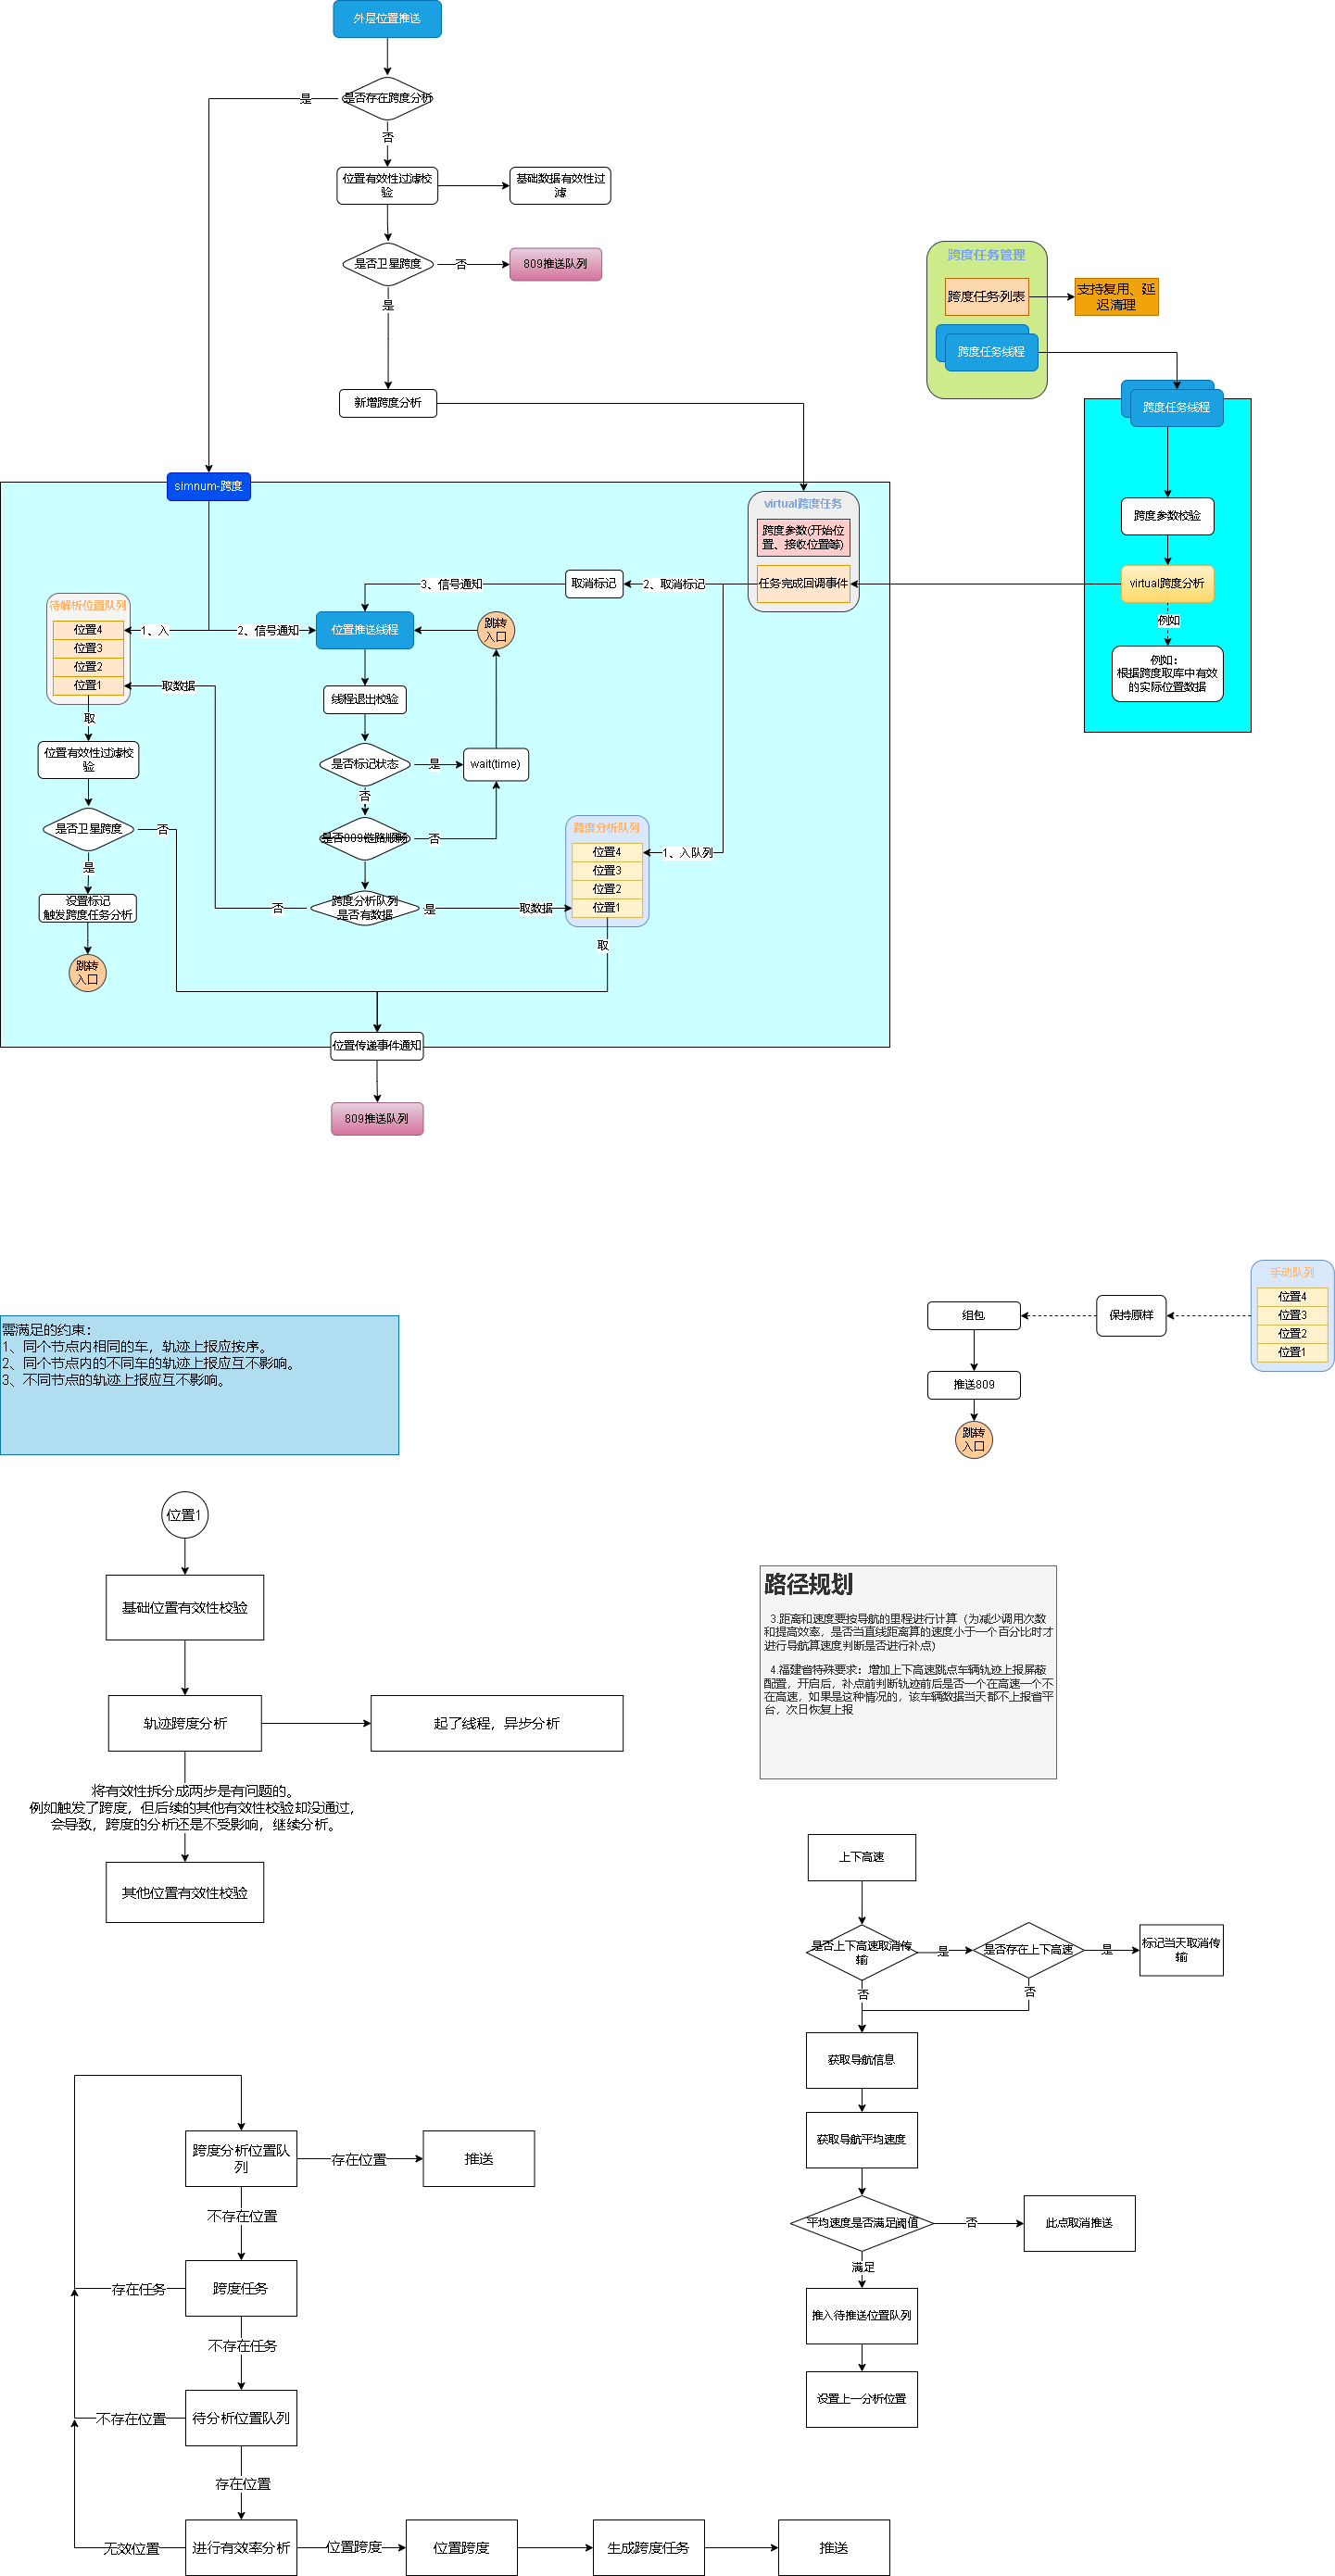 外层位置推送
是否存在跨度分析
是
否
位置有效性过滤校
验
基础数据有效性过
滤
是否卫星跨度
否
809推送队列
是
新增跨度分析
跨度任务管理
跨度任务列表
支持复用、延
迟清理
跨度任务线程
跨度任务线程
跨度参数校验
virtual跨度分析
例如
例如：
根据跨度取库中有效
的实际位置数据
simnum-跨度
virtual跨度任务
跨度参数(开始位
置、接收位置等)
任务完成回调事件
2、取消标记
取消标记
3、信号通知
待解析位置队列
位置4
位置3
位置2
位置1
1、入
2、信号通知
位置推送线程
跳转
入口
取数据
线程退出校验
取
位置有效性过滤校
验
是否标记状态
是
wait(time)
否
是否卫星跨度
否
是否809链路顺畅
否
跨度分析队列
位置4
位置3
位置2
位置1
1、入队列
是
设置标记
触发跨度任务分析
跨度分析队列
是否有数据
否
是
取数据
取
跳转
入口
位置传递事件通知
809推送队列
手动队列
位置4
位置3
位置2
位置1
保持原样
组包
推送809
跳转
入口
需满足的约束：
1、同个节点内相同的车，轨迹上报应按序。
2、同个节点内的不同车的轨迹上报应互不影响。
3、不同节点的轨迹上报应互不影响。
位置1
基础位置有效性校验
轨迹跨度分析
起了线程，异步分析
将有效性拆分成两步是有问题的。
例如触发了跨度，但后续的其他有效性校验却没通过，
会导致，跨度的分析还是不受影响，继续分析。
其他位置有效性校验
路径规划
3.距离和速度要按导航的里程进行计算（为减少调用次数
和提高效率，是否当直线距离算的速度小于一个百分比时才
进行导航算速度判断是否进行补点）
4.福建省特殊要求：增加上下高速跳点车辆轨迹上报屏蔽
配置，开启后，补点前判断轨迹前后是否一个在高速一个不
在高速，如果是这种情况的，该车辆数据当天都不上报省平
台，次日恢复上报
上下高速
是否上下高速取消传
输
是
是否存在上下高速
是
标记当天取消传
输
否
否
获取导航信息
获取导航平均速度
平均速度是否满足阈值
否
此点取消推送
满足
推入待推送位置队列
设置上一分析位置
跨度分析位置队
列
存在位置
推送
不存在位置
跨度任务
存在任务
不存在任务
待分析位置队列
不存在位置
存在位置
进行有效率分析
无效位置
位置跨度
位置跨度
生成跨度任务
推送